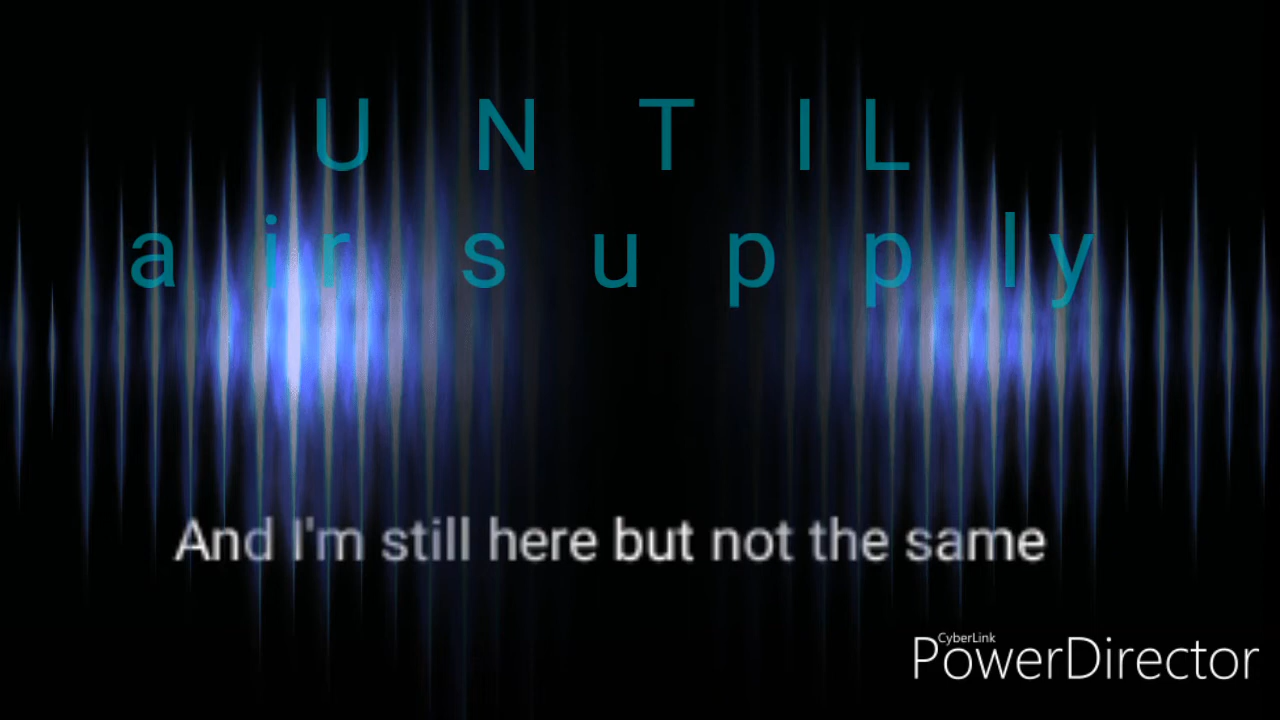 U N T I L
a i r s u p p l y
And I'm still here but not the same
CyberLink
PowerDirector